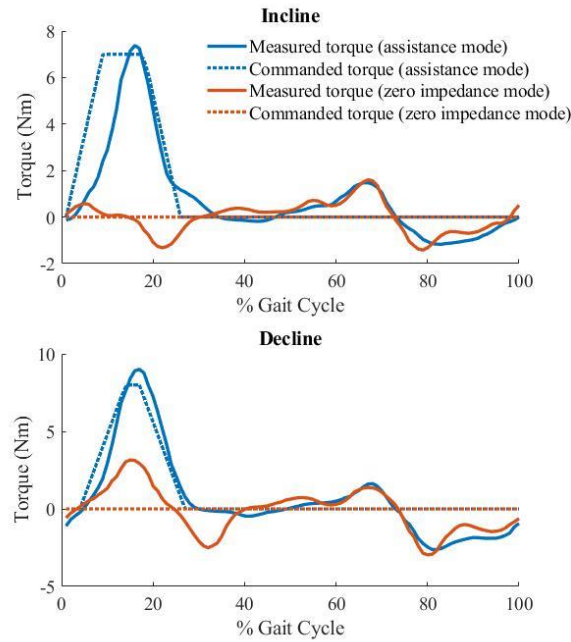 Incline
8
6
4
2
0
-2
Torque (Nm)
Measured torque (assistance mode)
Commanded torque (assistance mode)
Measured torque (zero impedance mode)
Commanded torque (zero impedance mode)
0 20 40 60 80 100
% Gait Cycle
Decline
10
5
0
-5
Torque (Nm)
0 20 40 60 80 100
% Gait Cycle